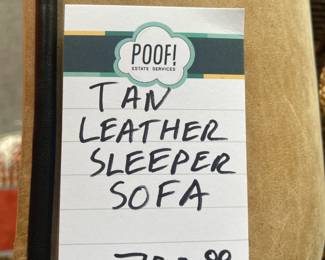 POOF!
ESTATE SERVICES
TAN
LEATHER
SLEEPER
SOFA